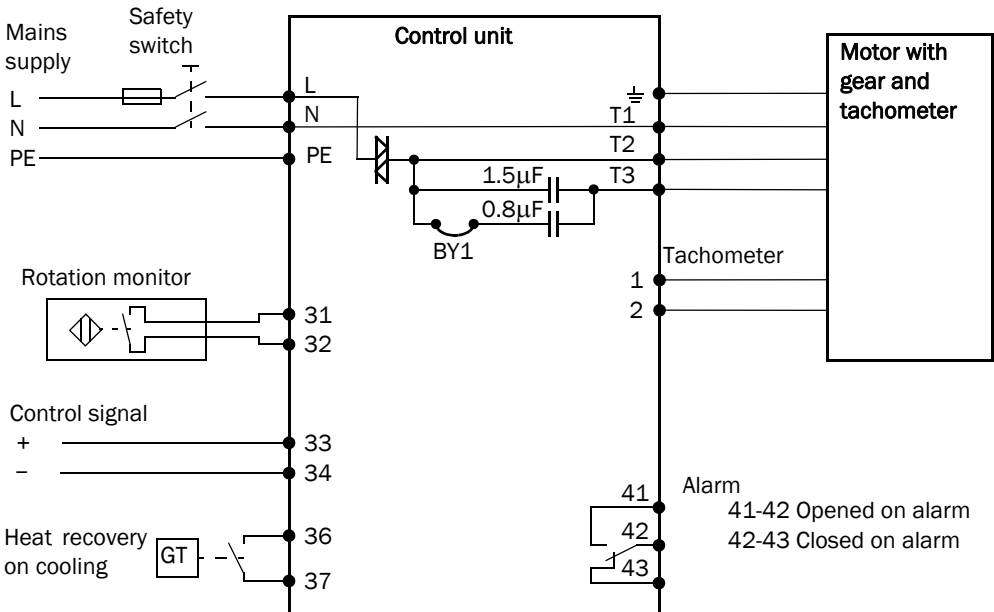 Mains
supply
Safety
switch
Control unit
Motor with
gear and
tachometer
L
N
PE
L
N
PE
T1
T2
T3
1.5μF
0.8μF
BY1
Tachometer
1
2
Rotation monitor
31
32
Control signal
+
–
33
34
Heat recovery
on cooling
GT
36
37
41
42
43
Alarm
41-42 Opened on alarm
42-43 Closed on alarm